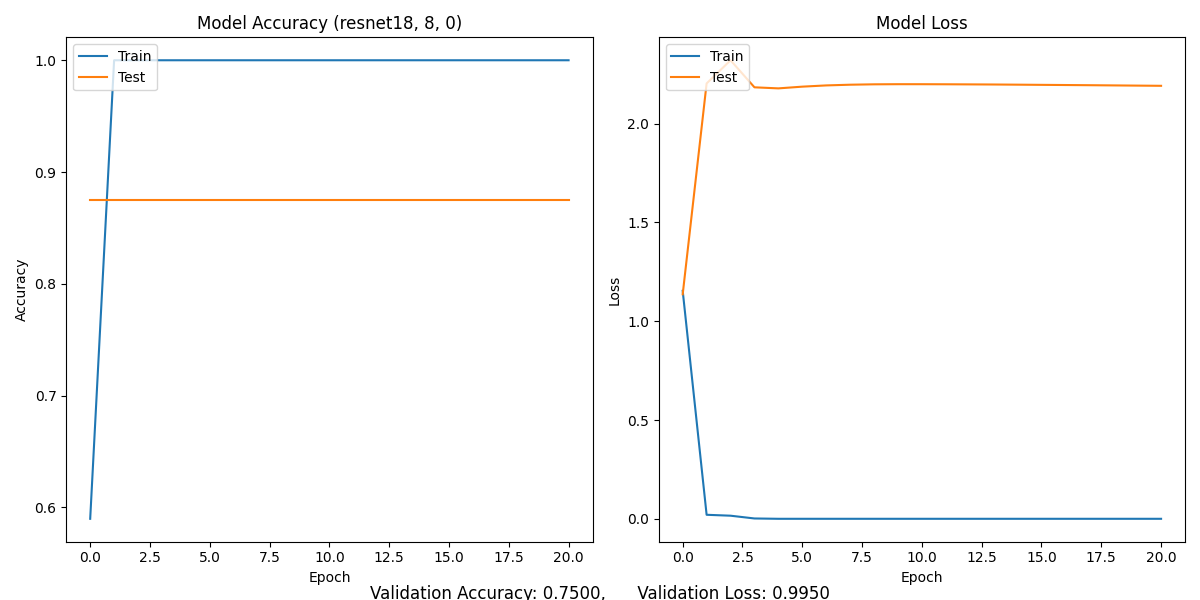 Model Accuracy (resnet18, 8, 0)
Train
Test
1.0
0.9
0.8
0.7
0.6
Accuracy
0.0 2.5 5.0 7.5 10.0 12.5 15.0 17.5 20.0
Epoch
Model Loss
Train
Test
2.0
1.5
1.0
0.5
0.0
Loss
0.0 2.5 5.0 7.5 10.0 12.5 15.0 17.5 20.0
Epoch
Validation Accuracy: 0.7500, Validation Loss: 0.9950